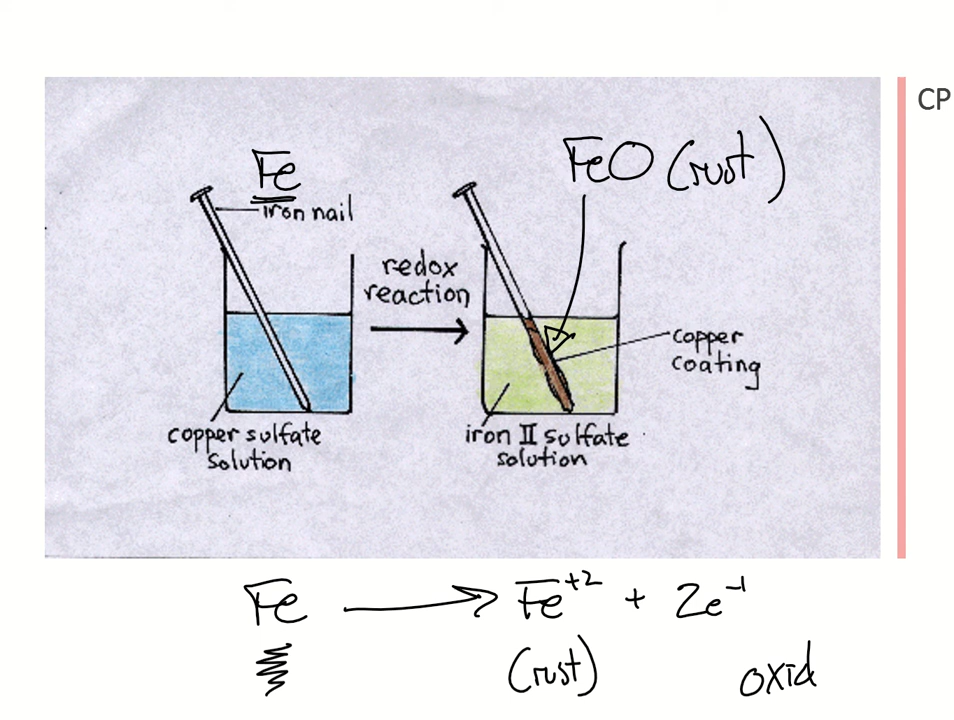 CP
FeO (rust)
Fe
iron nail
redox
reaction
copper
coating
copper sulfate
solution
iron II sulfate
solution
Fe → Fe+2 + 2e-1
(rust)
oxid